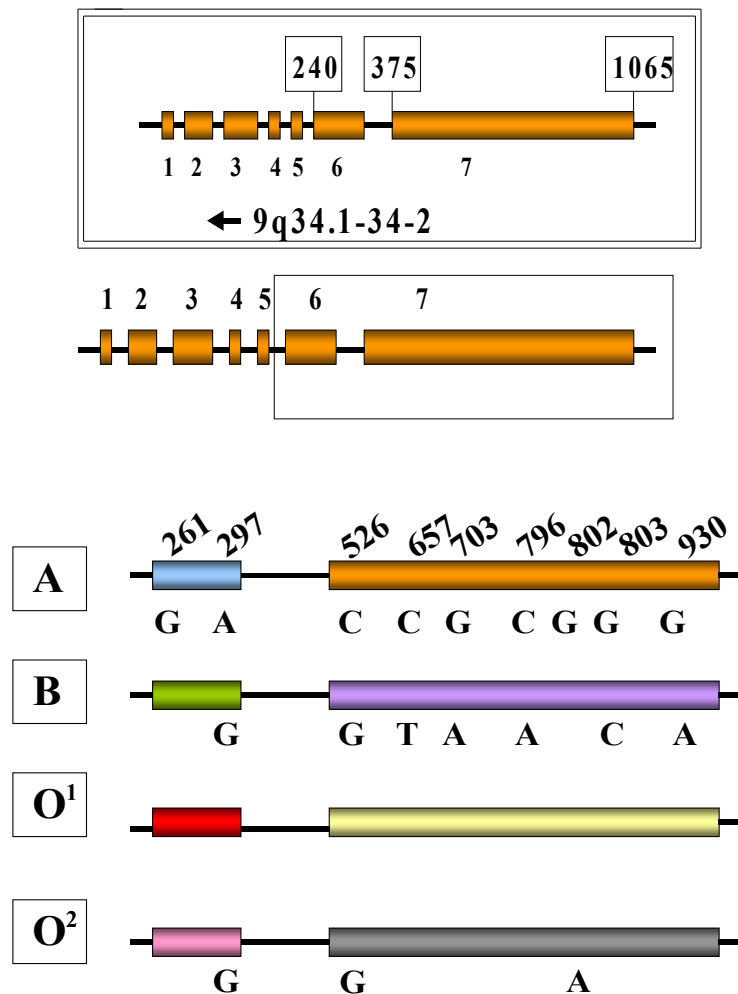 240 375 1065
1 2 3 4 5 6 7
9q34.1-34-2
1 2 3 4 5 6 7
261 297 526 657 703 796 802 803 930
A
G A C C G C G G G
B
G G T A A C A
O¹
O²
G G A